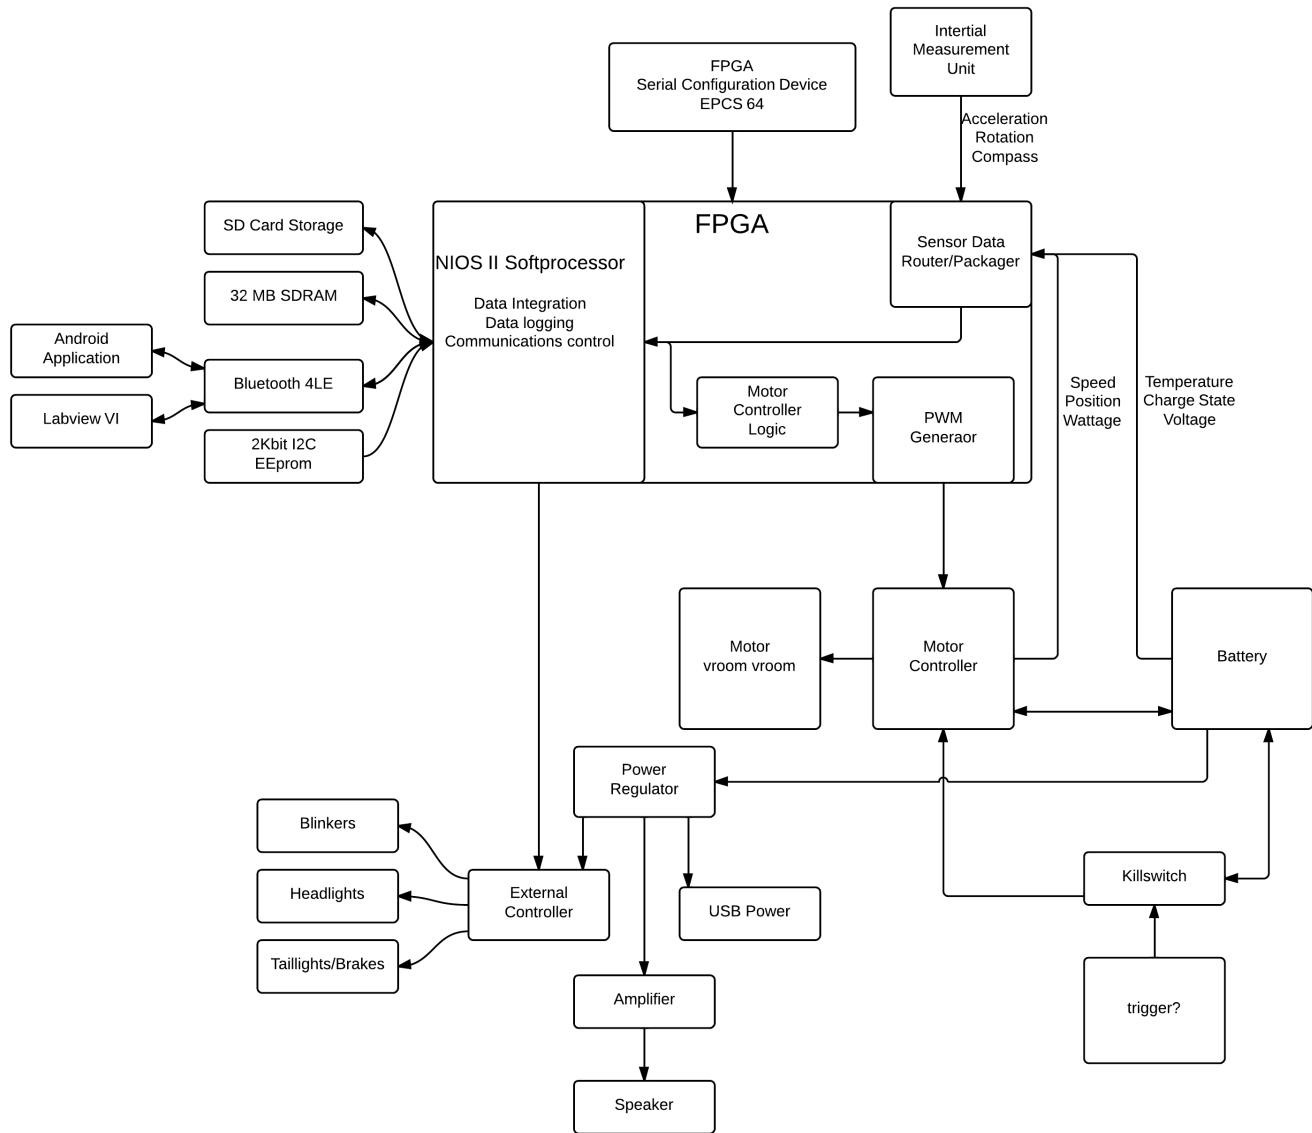 Intertial
Measurement
Unit
FPGA
Serial Configuration Device
EPCS 64
Acceleration
Rotation
Compass
SD Card Storage
FPGA
Sensor Data
Router/Packager
NIOS II Softprocessor
32 MB SDRAM
Data Integration
Data logging
Communications control
Android
Application
Bluetooth 4LE
Labview VI
2Kbit I2C
EEprom
Motor
Controller
Logic
PWM
Generaor
Speed
Position
Wattage
Temperature
Charge State
Voltage
Motor
vroom vroom
Motor
Controller
Battery
Power
Regulator
Blinkers
Headlights
Taillights/Brakes
External
Controller
USB Power
Killswitch
Amplifier
trigger?
Speaker